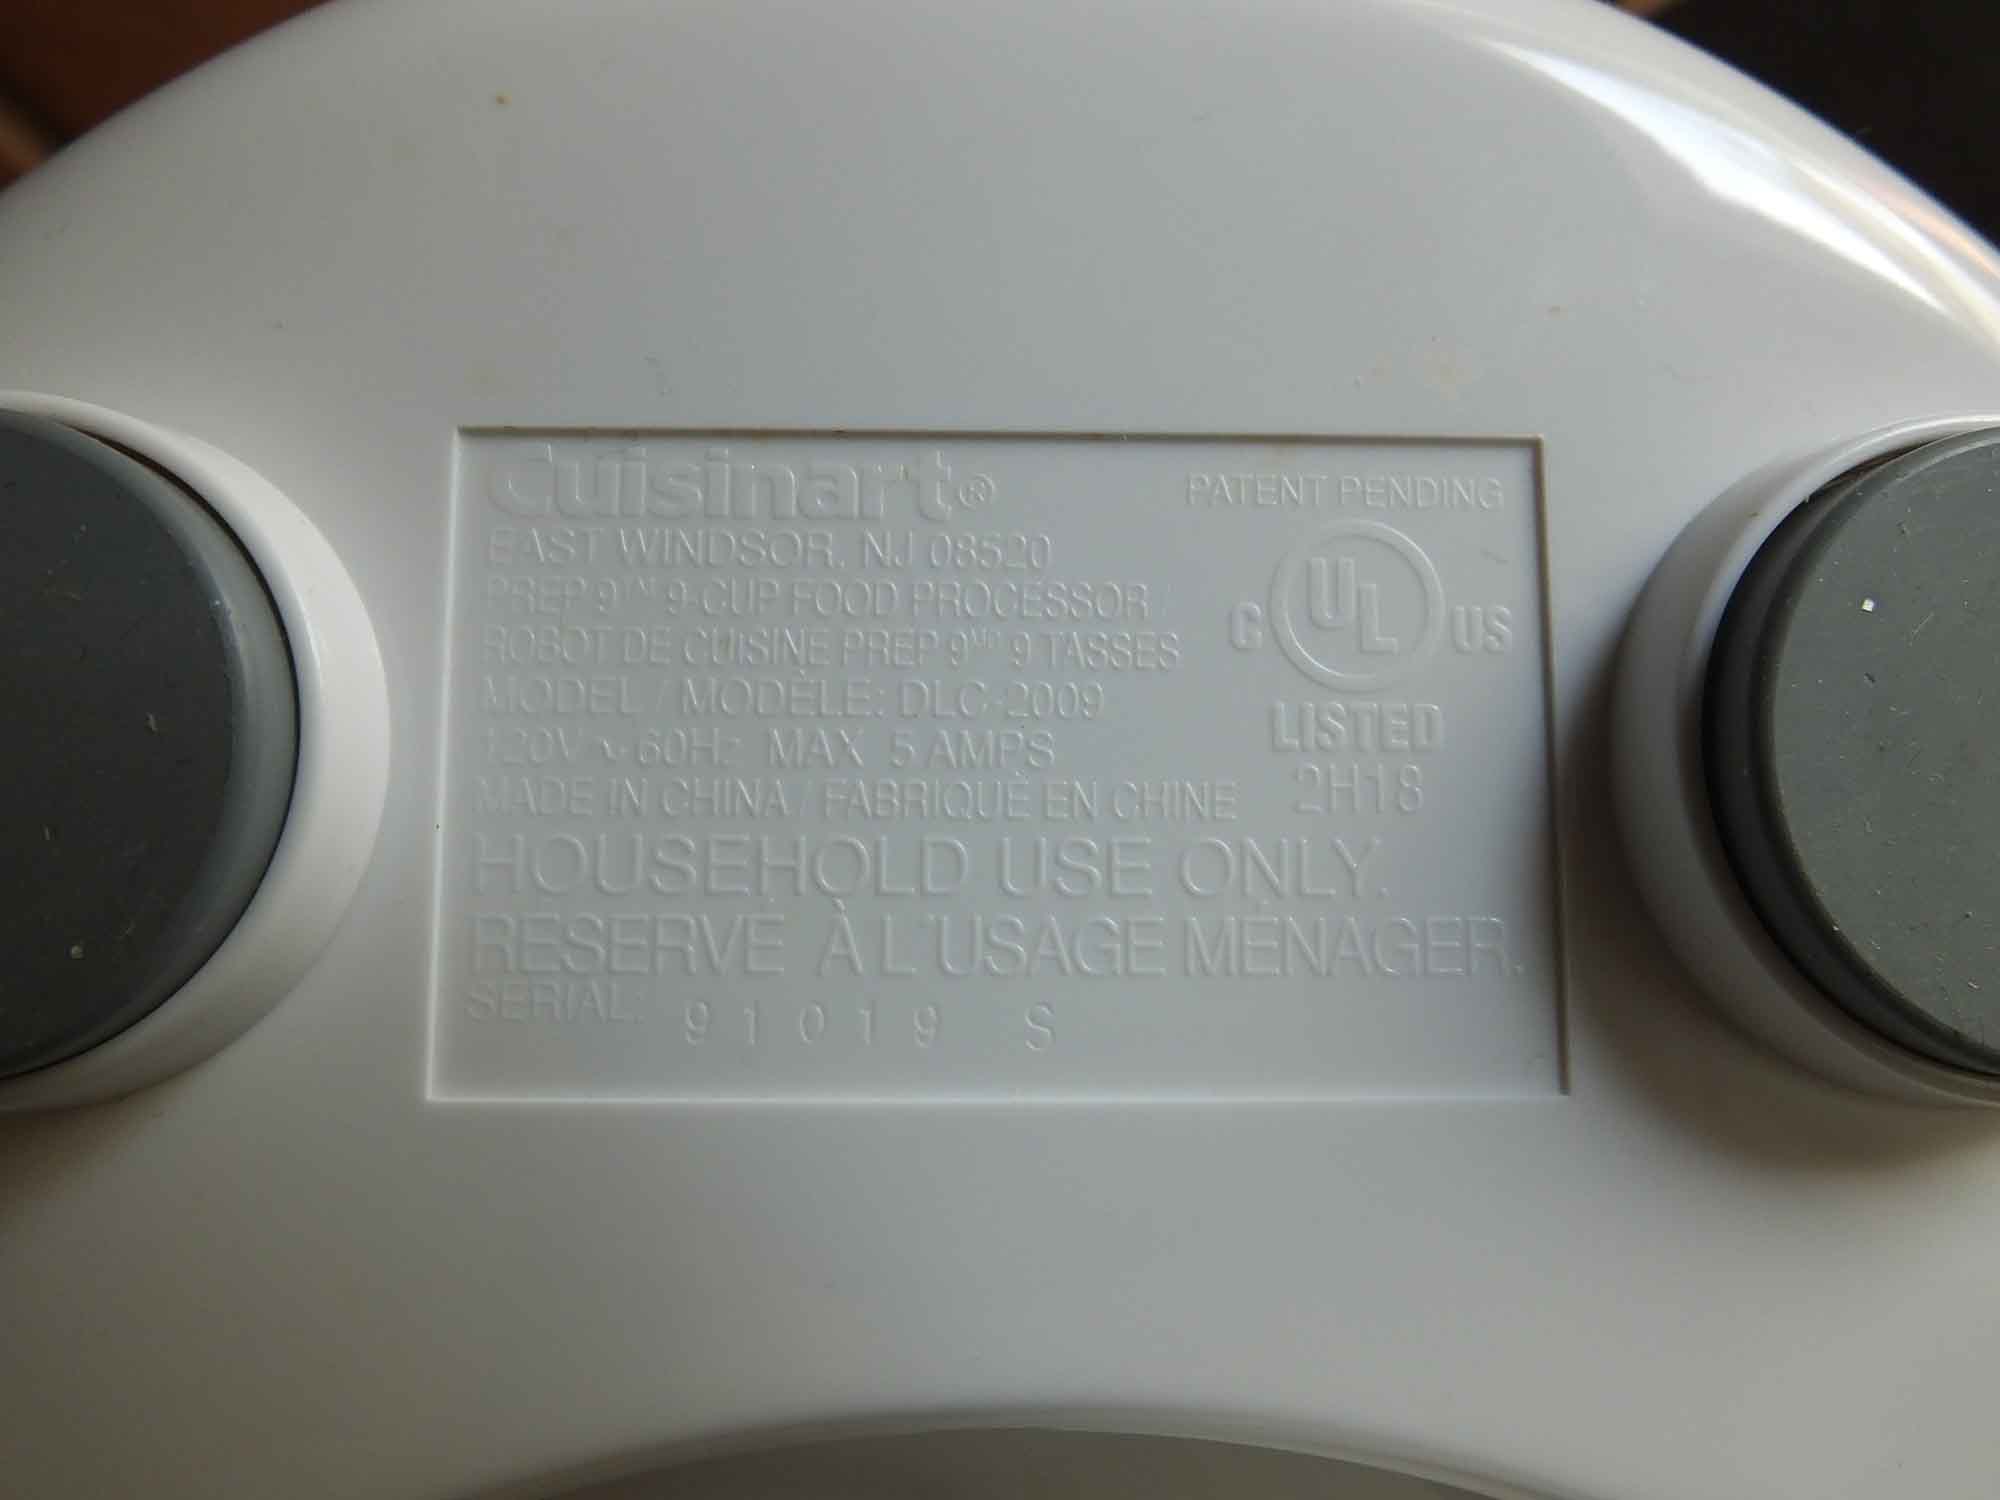 Cuisinart®
EAST WINDSOR, NJ 08520
PREP 9™ 9-CUP FOOD PROCESSOR
ROBOT DE CUISINE PREP 9ᴹᴰ 9 TASSES
MODEL / MODÈLE: DLC-2009
120V ∿ 60Hz MAX 5 AMPS
MADE IN CHINA / FABRIQUÉ EN CHINE
HOUSEHOLD USE ONLY.
RÉSERVÉ À L'USAGE MÉNAGER.
SERIAL: 91019 S
PATENT PENDING
C UL US
LISTED
2H18